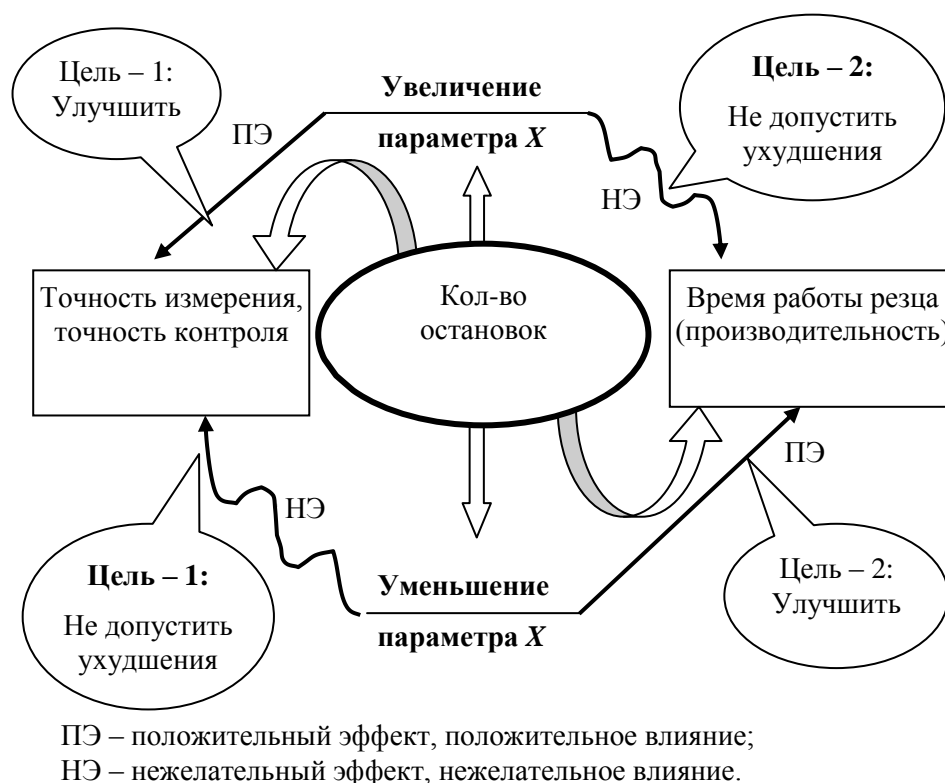 Цель – 1:
Улучшить
Увеличение
параметра X
Цель – 2:
Не допустить
ухудшения
ПЭ
НЭ
Точность измерения,
точность контроля
Кол-во
остановок
Время работы резца
(производительность)
НЭ
ПЭ
Цель – 1:
Не допустить
ухудшения
Уменьшение
параметра X
Цель – 2:
Улучшить
ПЭ – положительный эффект, положительное влияние;
НЭ – нежелательный эффект, нежелательное влияние.